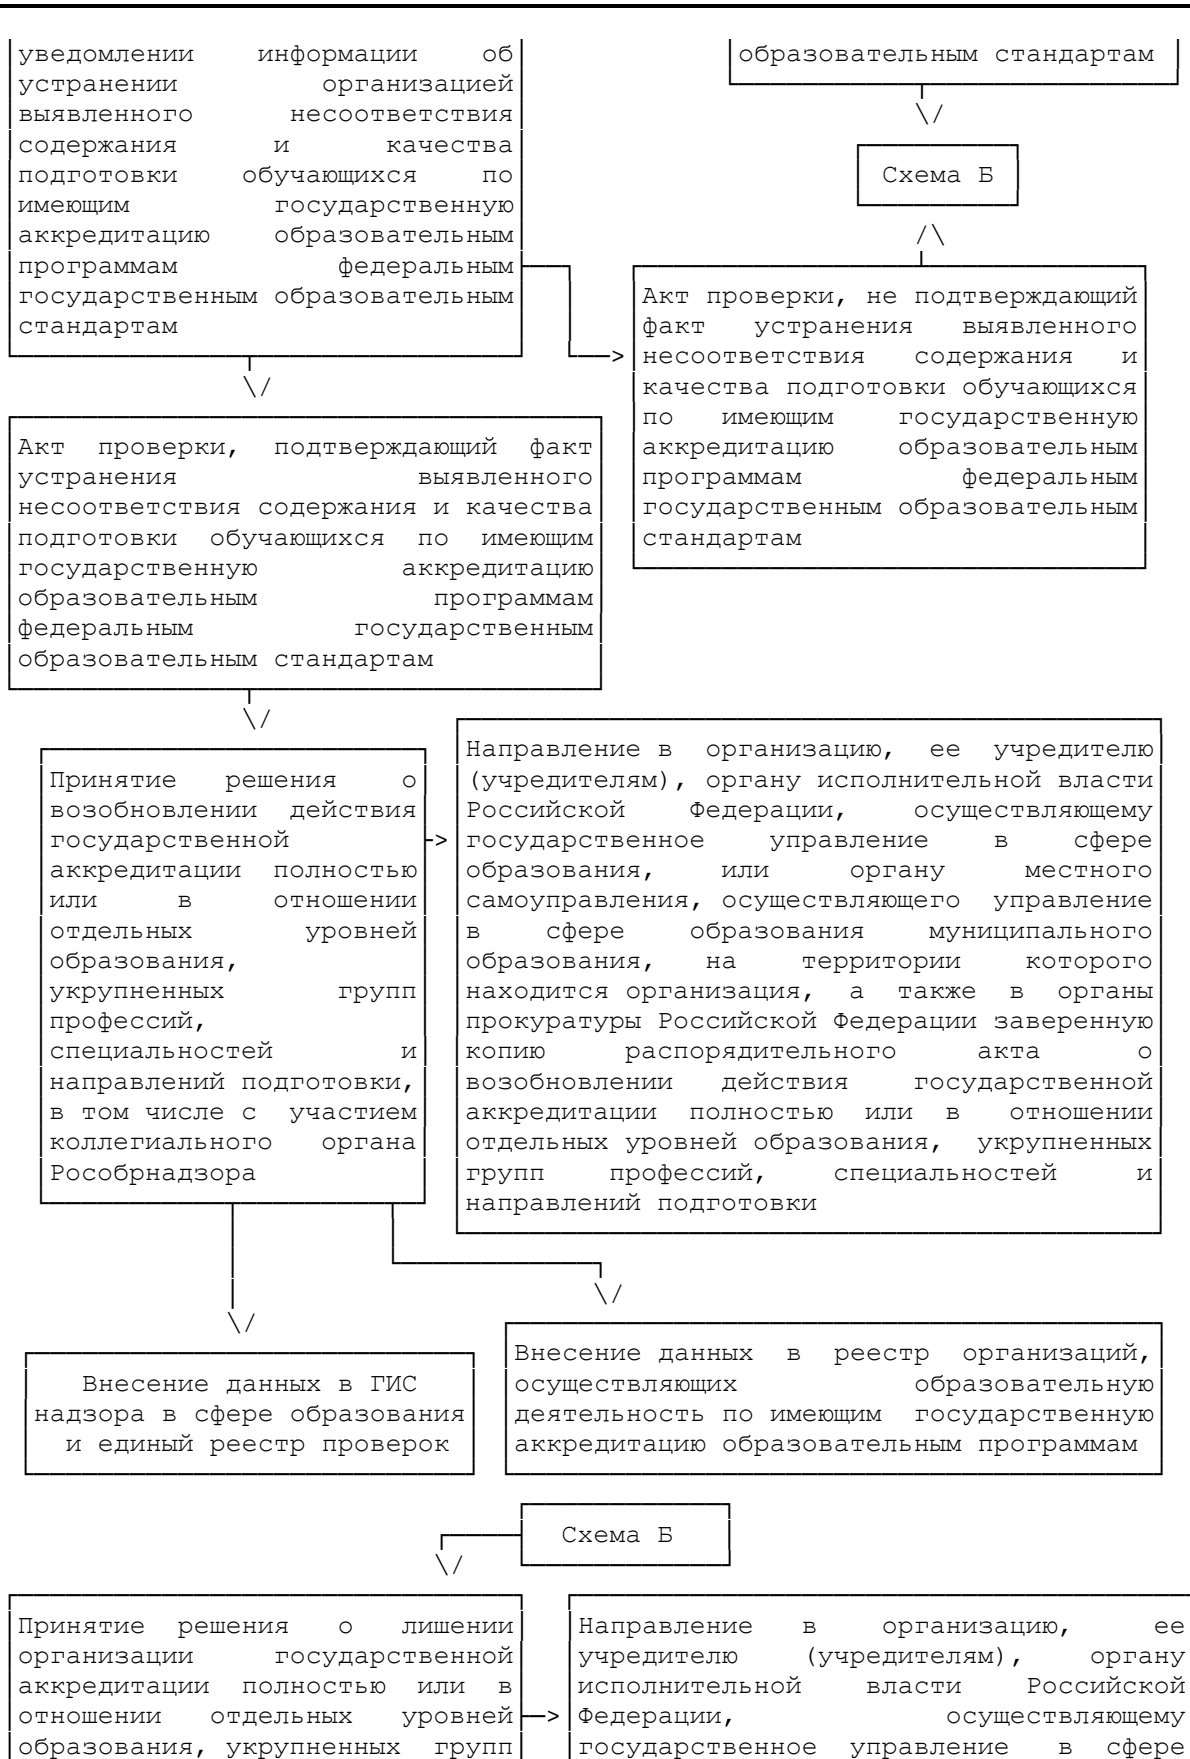 уведомлении информации об
устранении организацией
выявленного несоответствия
содержания и качества
подготовки обучающихся по
имеющим государственную
аккредитацию образовательным
программам федеральным
государственным образовательным
стандартам
образовательным стандартам
\/
Схема Б
/\
Акт проверки, не подтверждающий
факт устранения выявленного
несоответствия содержания и
качества подготовки обучающихся
по имеющим государственную
аккредитацию образовательным
программам федеральным
государственным образовательным
стандартам
\/
Акт проверки, подтверждающий факт
устранения выявленного
несоответствия содержания и качества
подготовки обучающихся по имеющим
государственную аккредитацию
образовательным программам
федеральным государственным
образовательным стандартам
\/
Принятие решения о
возобновлении действия
государственной
аккредитации полностью
или в отношении
отдельных уровней
образования,
укрупненных групп
профессий,
специальностей и
направлений подготовки,
в том числе с участием
коллегиального органа
Рособрнадзора
->
Направление в организацию, ее учредителю
(учредителям), органу исполнительной власти
Российской Федерации, осуществляющему
государственное управление в сфере
образования, или органу местного
самоуправления, осуществляющего управление
в сфере образования муниципального
образования, на территории которого
находится организация, а также в органы
прокуратуры Российской Федерации заверенную
копию распорядительного акта о
возобновлении действия государственной
аккредитации полностью или в отношении
отдельных уровней образования, укрупненных
групп профессий, специальностей и
направлений подготовки
\/
\/
Внесение данных в ГИС
надзора в сфере образования
и единый реестр проверок
Внесение данных в реестр организаций,
осуществляющих образовательную
деятельность по имеющим государственную
аккредитацию образовательным программам
Схема Б
\/
Принятие решения о лишении
организации государственной
аккредитации полностью или в
отношении отдельных уровней
образования, укрупненных групп
Направление в организацию, ее
учредителю (учредителям), органу
исполнительной власти Российской
Федерации, осуществляющему
государственное управление в сфере